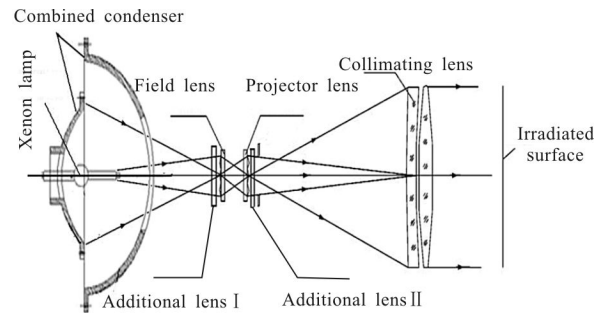 Combined condenser
Xenon lamp
Field lens
Projector lens
Collimating lens
Irradiated
surface
Additional lens I
Additional lens II